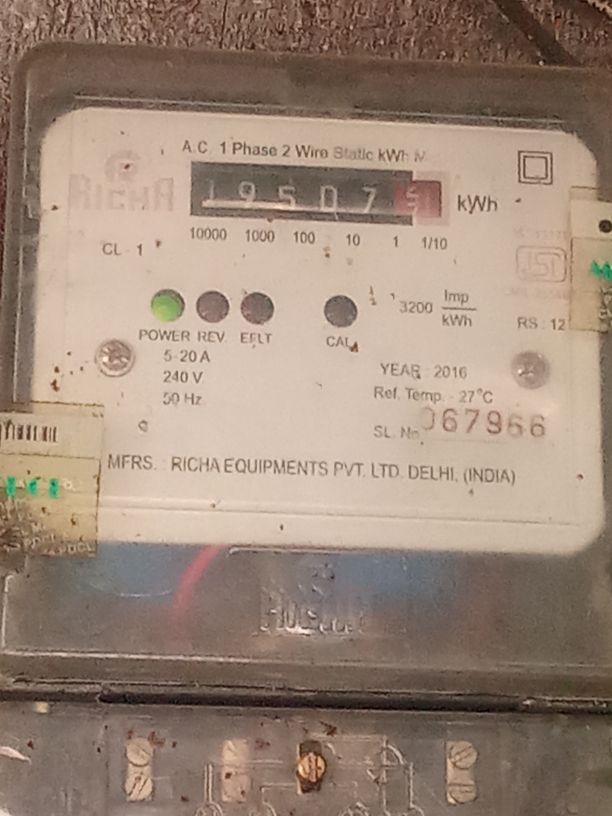 A.C. 1 Phase 2 Wire Static kWh M
RICHA
19507 5 kWh
10000 1000 100 10 1 1/10
CL - 1
ISI
3200 Imp/kWh
RS : 12
POWER REV. EFLT CAL
5-20 A
240 V
50 Hz
YEAR : 2016
Ref. Temp. - 27°C
SL. No. 067966
MFRS. : RICHA EQUIPMENTS PVT. LTD. DELHI, (INDIA)